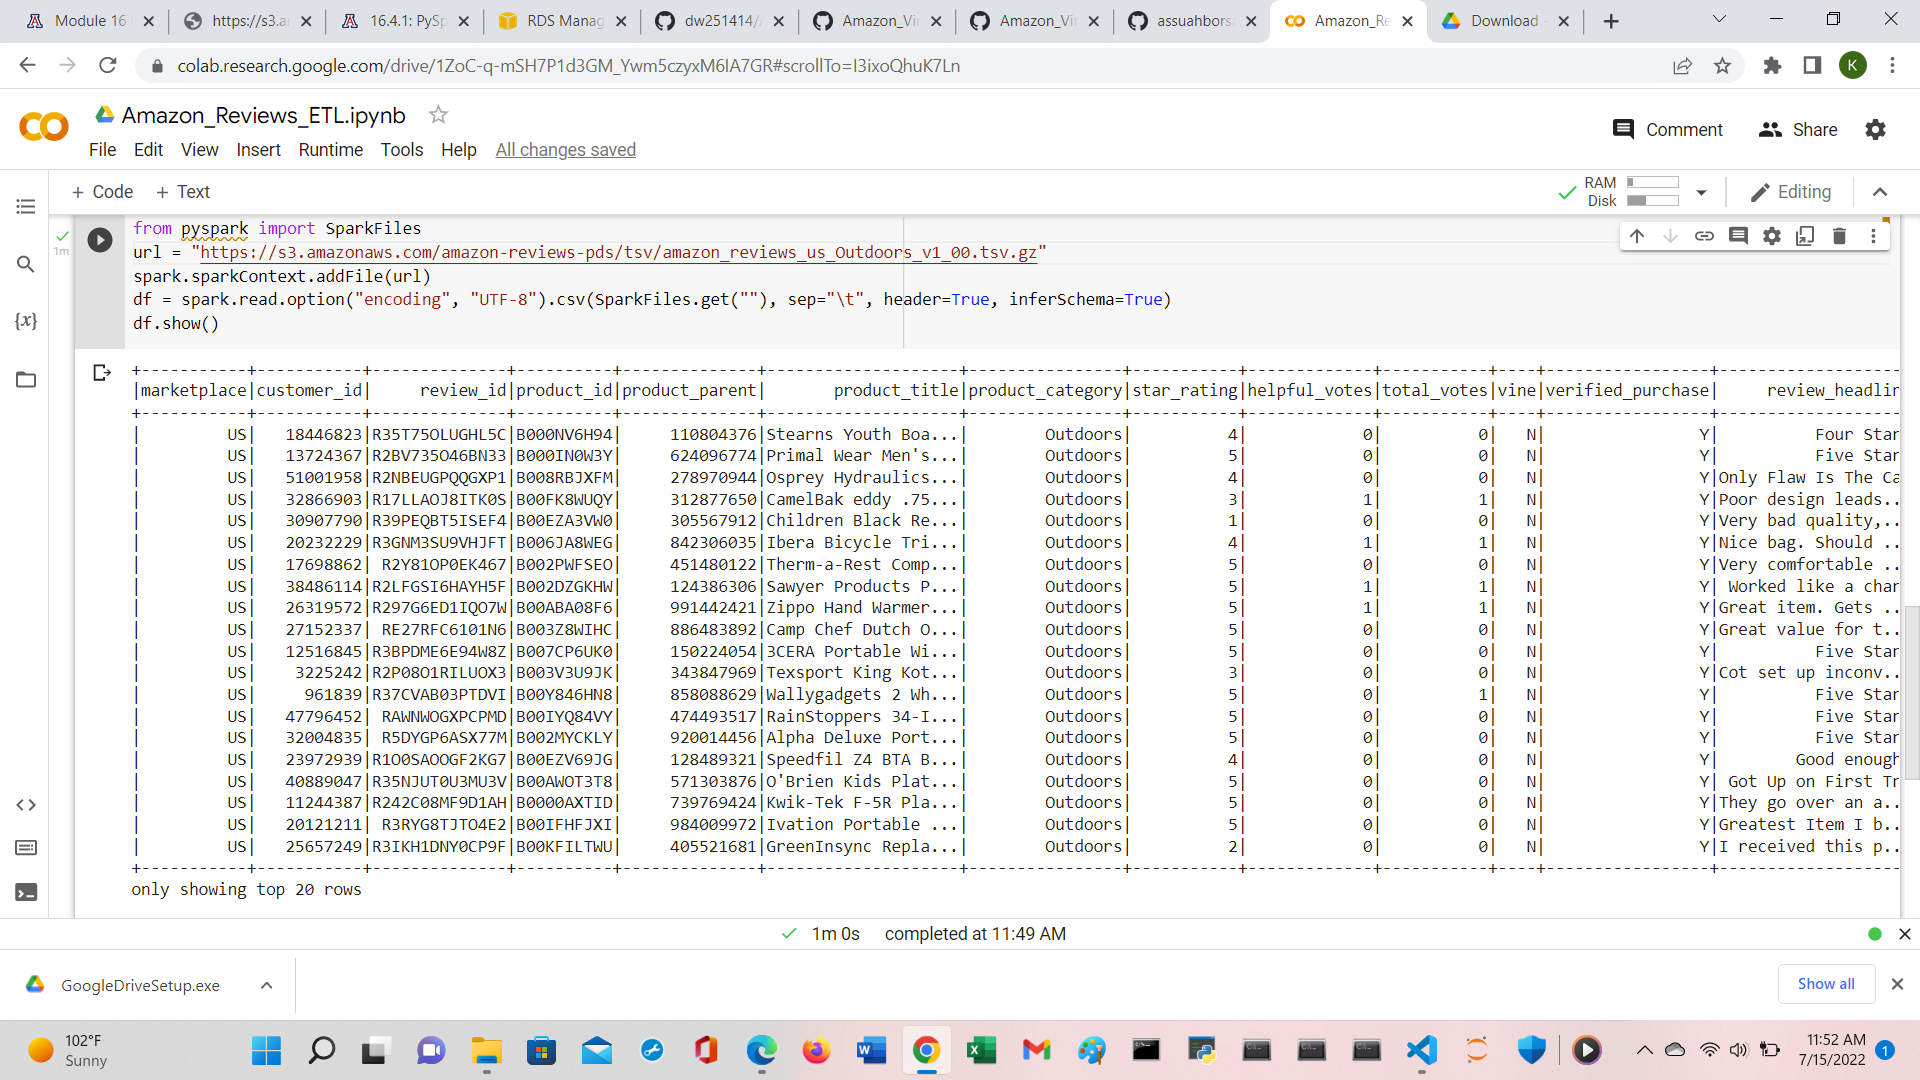 Module 16
https://s3.a
16.4.1: PySp
RDS Manag
dw251414/
Amazon_Vi
Amazon_Vi
assuahbors
Amazon_Re
Download
colab.research.google.com/drive/1ZoC-q-mSH7P1d3GM_Ywm5czyxM6IA7GR#scrollTo=I3ixoQhuK7Ln
K
Amazon_Reviews_ETL.ipynb
Comment
Share
File Edit View Insert Runtime Tools Help All changes saved
+ Code + Text
RAM
Disk
Editing
1m
from pyspark import SparkFiles
url = "https://s3.amazonaws.com/amazon-reviews-pds/tsv/amazon_reviews_us_Outdoors_v1_00.tsv.gz"
spark.sparkContext.addFile(url)
df = spark.read.option("encoding", "UTF-8").csv(SparkFiles.get(""), sep="\t", header=True, inferSchema=True)
df.show()
{x}
|marketplace|customer_id| review_id|product_id|product_parent| product_title|product_category|star_rating|helpful_votes|total_votes|vine|verified_purchase| review_headlin
| US| 18446823|R35T75OLUGHL5C|B000NV6H94| 110804376|Stearns Youth Boa...| Outdoors| 4| 0| 0| N| Y| Four Star
| US| 13724367|R2BV735O46BN33|B000IN0W3Y| 624096774|Primal Wear Men's...| Outdoors| 5| 0| 0| N| Y| Five Star
| US| 51001958|R2NBEUGPQQGXP1|B008RBJXFM| 278970944|Osprey Hydraulics...| Outdoors| 4| 0| 0| N| Y|Only Flaw Is The Ca
| US| 32866903|R17LLAOJ8ITK0S|B00FK8WUQY| 312877650|CamelBak eddy .75...| Outdoors| 3| 1| 1| N| Y|Poor design leads..
| US| 30907790|R39PEQBT5ISEF4|B00EZA3VW0| 305567912|Children Black Re...| Outdoors| 1| 0| 0| N| Y|Very bad quality,..
| US| 20232229|R3GNM3SU9VHJFT|B006JA8WEG| 842306035|Ibera Bicycle Tri...| Outdoors| 4| 1| 1| N| Y|Nice bag. Should ..
| US| 17698862| R2Y81OP0EK467|B002PWFSEO| 451480122|Therm-a-Rest Comp...| Outdoors| 5| 0| 0| N| Y|Very comfortable ..
| US| 38486114|R2LFGSI6HAYH5F|B002DZGKHW| 124386306|Sawyer Products P...| Outdoors| 5| 1| 1| N| Y| Worked like a char
| US| 26319572|R297G6ED1IQO7W|B00ABA08F6| 991442421|Zippo Hand Warmer...| Outdoors| 5| 1| 1| N| Y|Great item. Gets ..
| US| 27152337| RE27RFC6101N6|B003Z8WIHC| 886483892|Camp Chef Dutch O...| Outdoors| 5| 0| 0| N| Y|Great value for t..
| US| 12516845|R3BPDME6E94W8Z|B007CP6UK0| 150224054|3CERA Portable Wi...| Outdoors| 5| 0| 0| N| Y| Five Star
| US| 3225242|R2P08O1RILUOX3|B003V3U9JK| 343847969|Texsport King Kot...| Outdoors| 3| 0| 0| N| Y|Cot set up inconv..
| US| 961839|R37CVAB03PTDVI|B00Y846HN8| 858088629|Wallygadgets 2 Wh...| Outdoors| 5| 0| 1| N| Y| Five Star
| US| 47796452| RAWNWOGXPCPMD|B00IYQ84VY| 474493517|RainStoppers 34-I...| Outdoors| 5| 0| 0| N| Y| Five Star
| US| 32004835| R5DYGP6ASX77M|B002MYCKLY| 920014456|Alpha Deluxe Port...| Outdoors| 5| 0| 0| N| Y| Five Star
| US| 23972939|R1O0SAOOGF2KG7|B00EZV69JG| 128489321|Speedfil Z4 BTA B...| Outdoors| 4| 0| 0| N| Y| Good enough
| US| 40889047|R35NJUT0U3MU3V|B00AWOT3T8| 571303876|O'Brien Kids Plat...| Outdoors| 5| 0| 0| N| Y| Got Up on First Tr
| US| 11244387|R242C08MF9D1AH|B0000AXTID| 739769424|Kwik-Tek F-5R Pla...| Outdoors| 5| 0| 0| N| Y|They go over an a..
| US| 20121211| R3RYG8TJTO4E2|B00IFHFJXI| 984009972|Ivation Portable ...| Outdoors| 5| 0| 0| N| Y|Greatest Item I b..
| US| 25657249|R3IKH1DNY0CP9F|B00KFILTWU| 405521681|GreenInsync Repla...| Outdoors| 2| 0| 0| N| Y|I received this p..
only showing top 20 rows
1m 0s completed at 11:49 AM
GoogleDriveSetup.exe
Show all
102°F
Sunny
11:52 AM
7/15/2022
1